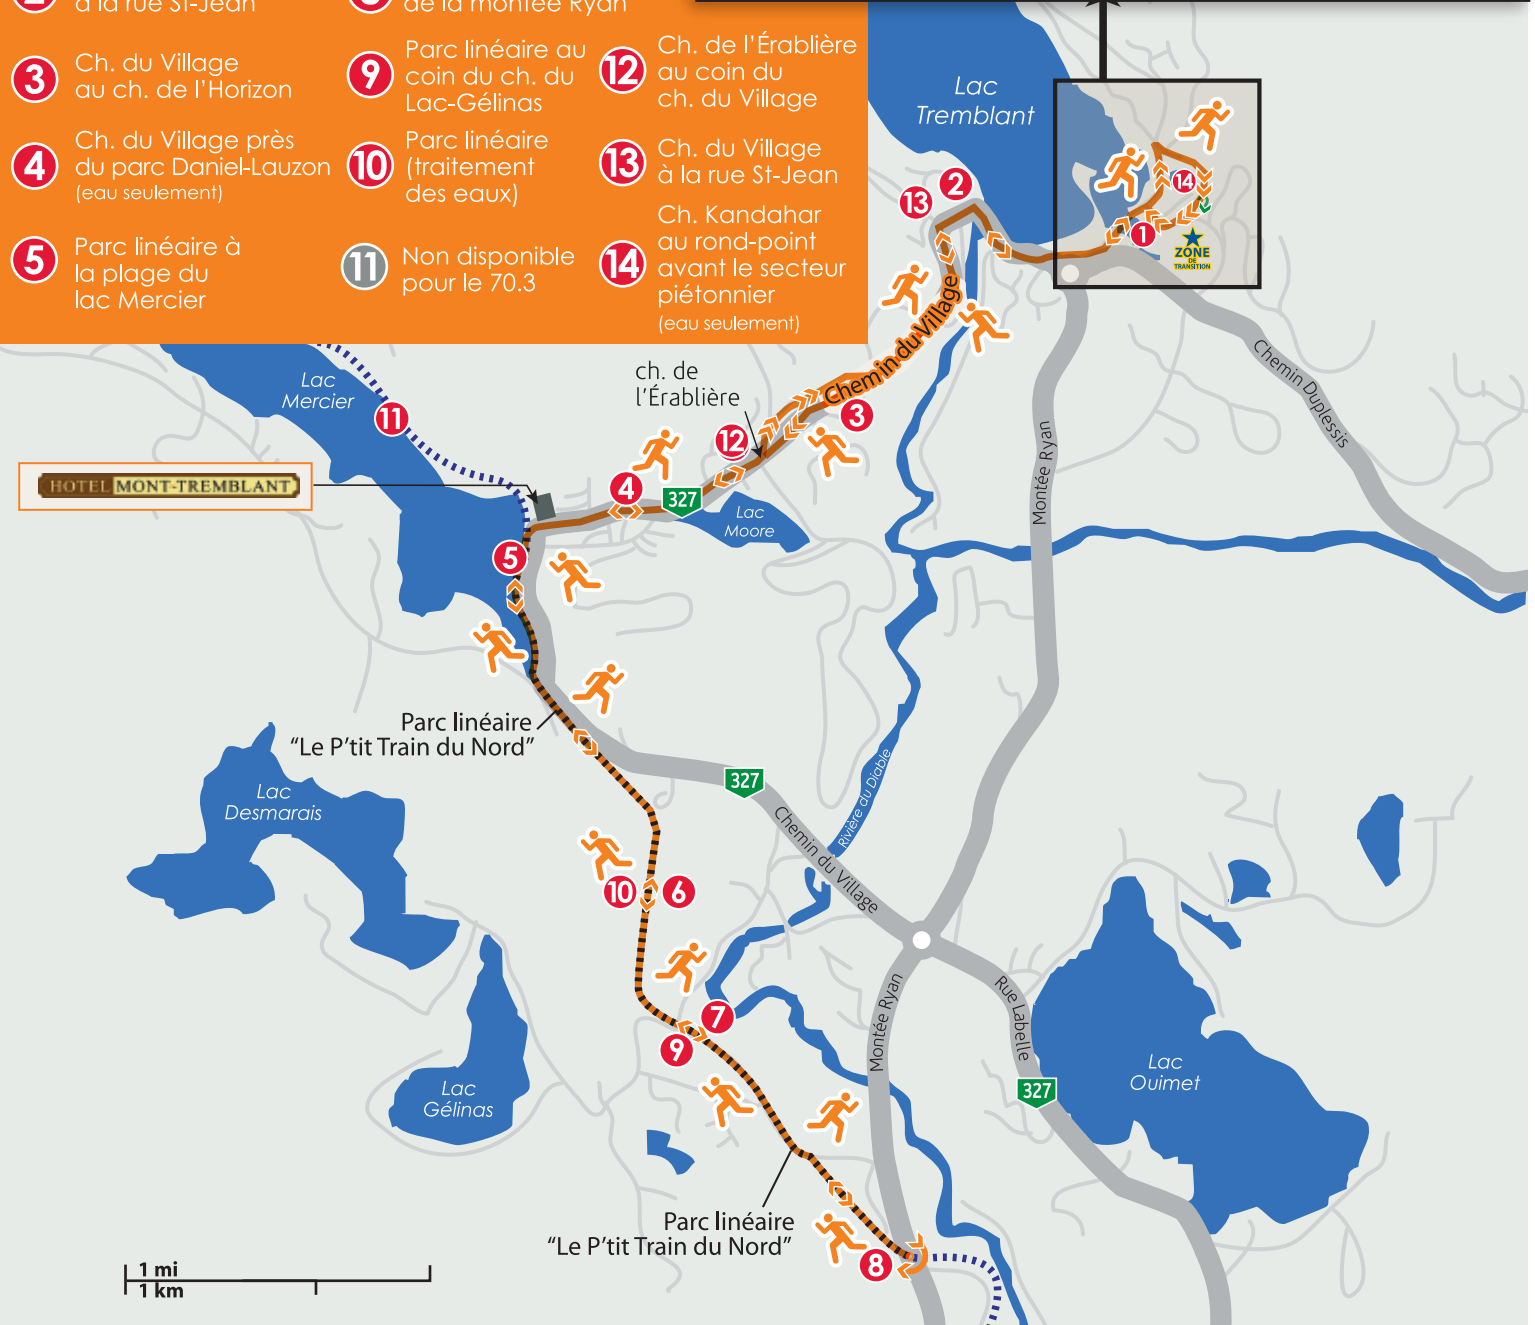 2
à la rue St-Jean
8
de la montée Ryan
3
Ch. du Village
au ch. de l'Horizon
9
Parc linéaire au
coin du ch. du
Lac-Gélinas
12
Ch. de l'Érablière
au coin du
ch. du Village
4
Ch. du Village près
du parc Daniel-Lauzon
(eau seulement)
10
Parc linéaire
(traitement
des eaux)
13
Ch. du Village
à la rue St-Jean
5
Parc linéaire à
la plage du
lac Mercier
11
Non disponible
pour le 70.3
14
Ch. Kandahar
au rond-point
avant le secteur
piétonnier
(eau seulement)
Lac
Tremblant
14
1
ZONE
DE
TRANSITION
13
2
Chemin du Village
Chemin Duplessis
Lac
Mercier
11
ch. de
l'Érablière
3
12
Montée Ryan
HOTEL MONT-TREMBLANT
4
327
Lac
Moore
5
Parc linéaire
"Le P'tit Train du Nord"
327
Lac
Desmarais
Rivière du Diable
Chemin du Village
10
6
7
9
Montée Ryan
Rue Labelle
Lac
Ouimet
327
Lac
Gélinas
Parc linéaire
"Le P'tit Train du Nord"
8
1 mi
1 km